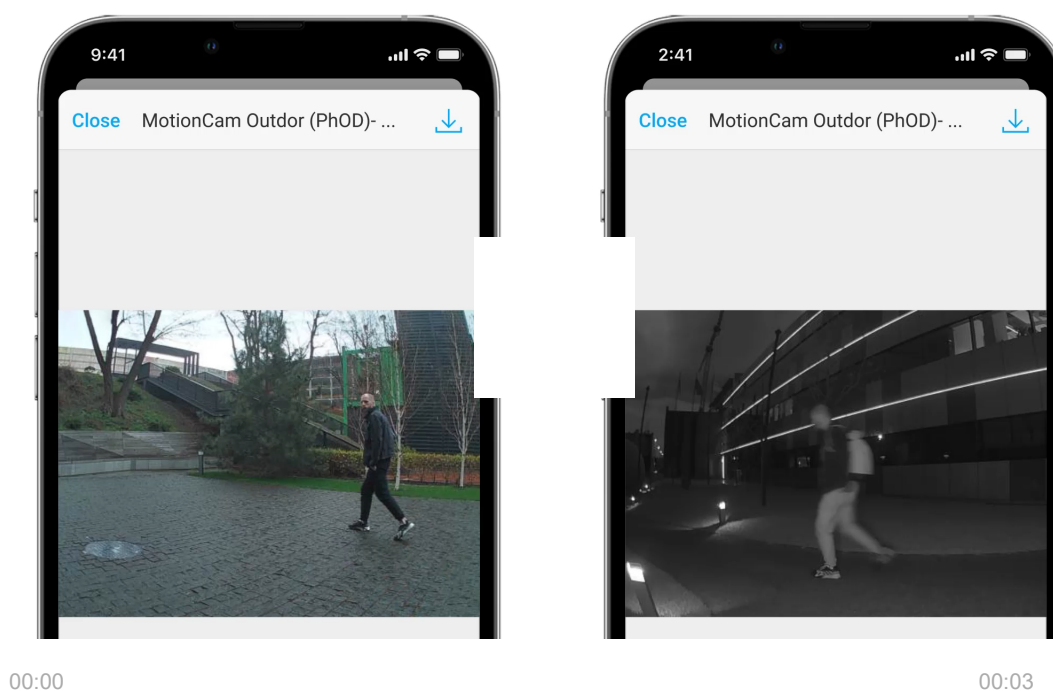 9:41
Close MotionCam Outdor (PhOD)- ...
2:41
Close MotionCam Outdor (PhOD)- ...
00:00
00:03